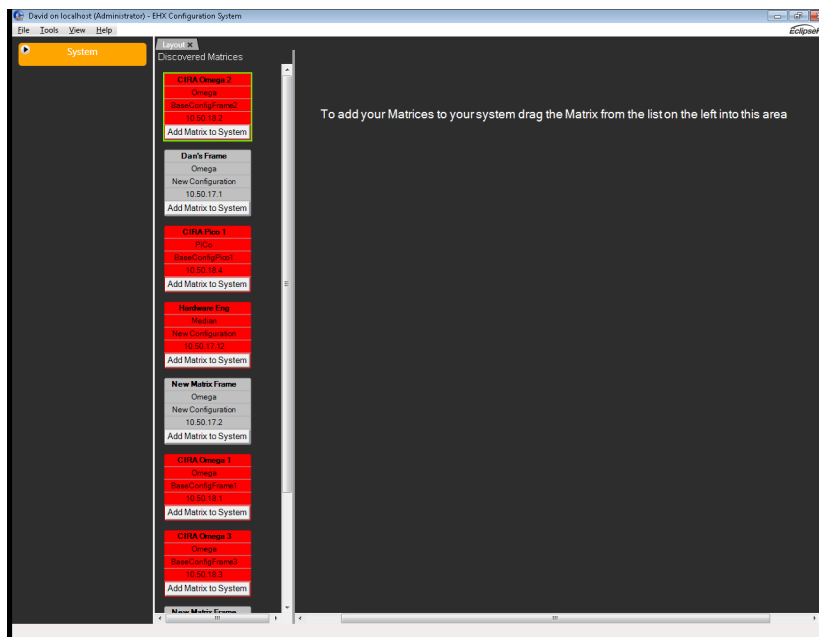 David on localhost (Administrator) - EHX Configuration System
File Tools View Help
System
Layout
Discovered Matrices
CIRA Omega 2
Omega
BaseConfigFrame2
10.50.18.2
Add Matrix to System
Dan's Frame
Omega
New Configuration
10.50.17.1
Add Matrix to System
CIRA Pico 1
PiCo
BaseConfigPico1
10.50.18.4
Add Matrix to System
Hardware Eng
Median
New Configuration
10.50.17.12
Add Matrix to System
New Matrix Frame
Omega
New Configuration
10.50.17.2
Add Matrix to System
CIRA Omega 1
Omega
BaseConfigFrame1
10.50.18.1
Add Matrix to System
CIRA Omega 3
Omega
BaseConfigFrame3
10.50.18.3
Add Matrix to System
New Matrix Frame
To add your Matrices to your system drag the Matrix from the list on the left into this area